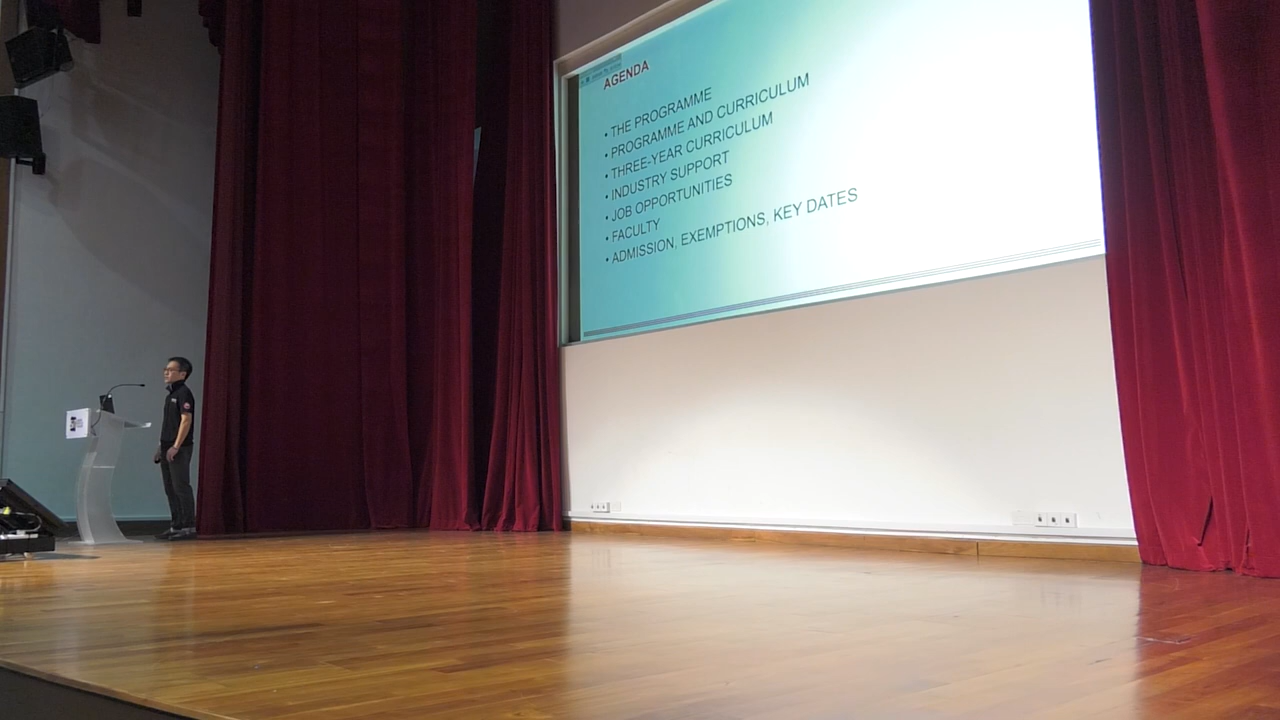 AGENDA
• THE PROGRAMME
• PROGRAMME AND CURRICULUM
• THREE-YEAR CURRICULUM
• INDUSTRY SUPPORT
• JOB OPPORTUNITIES
• FACULTY
• ADMISSION, EXEMPTIONS, KEY DATES